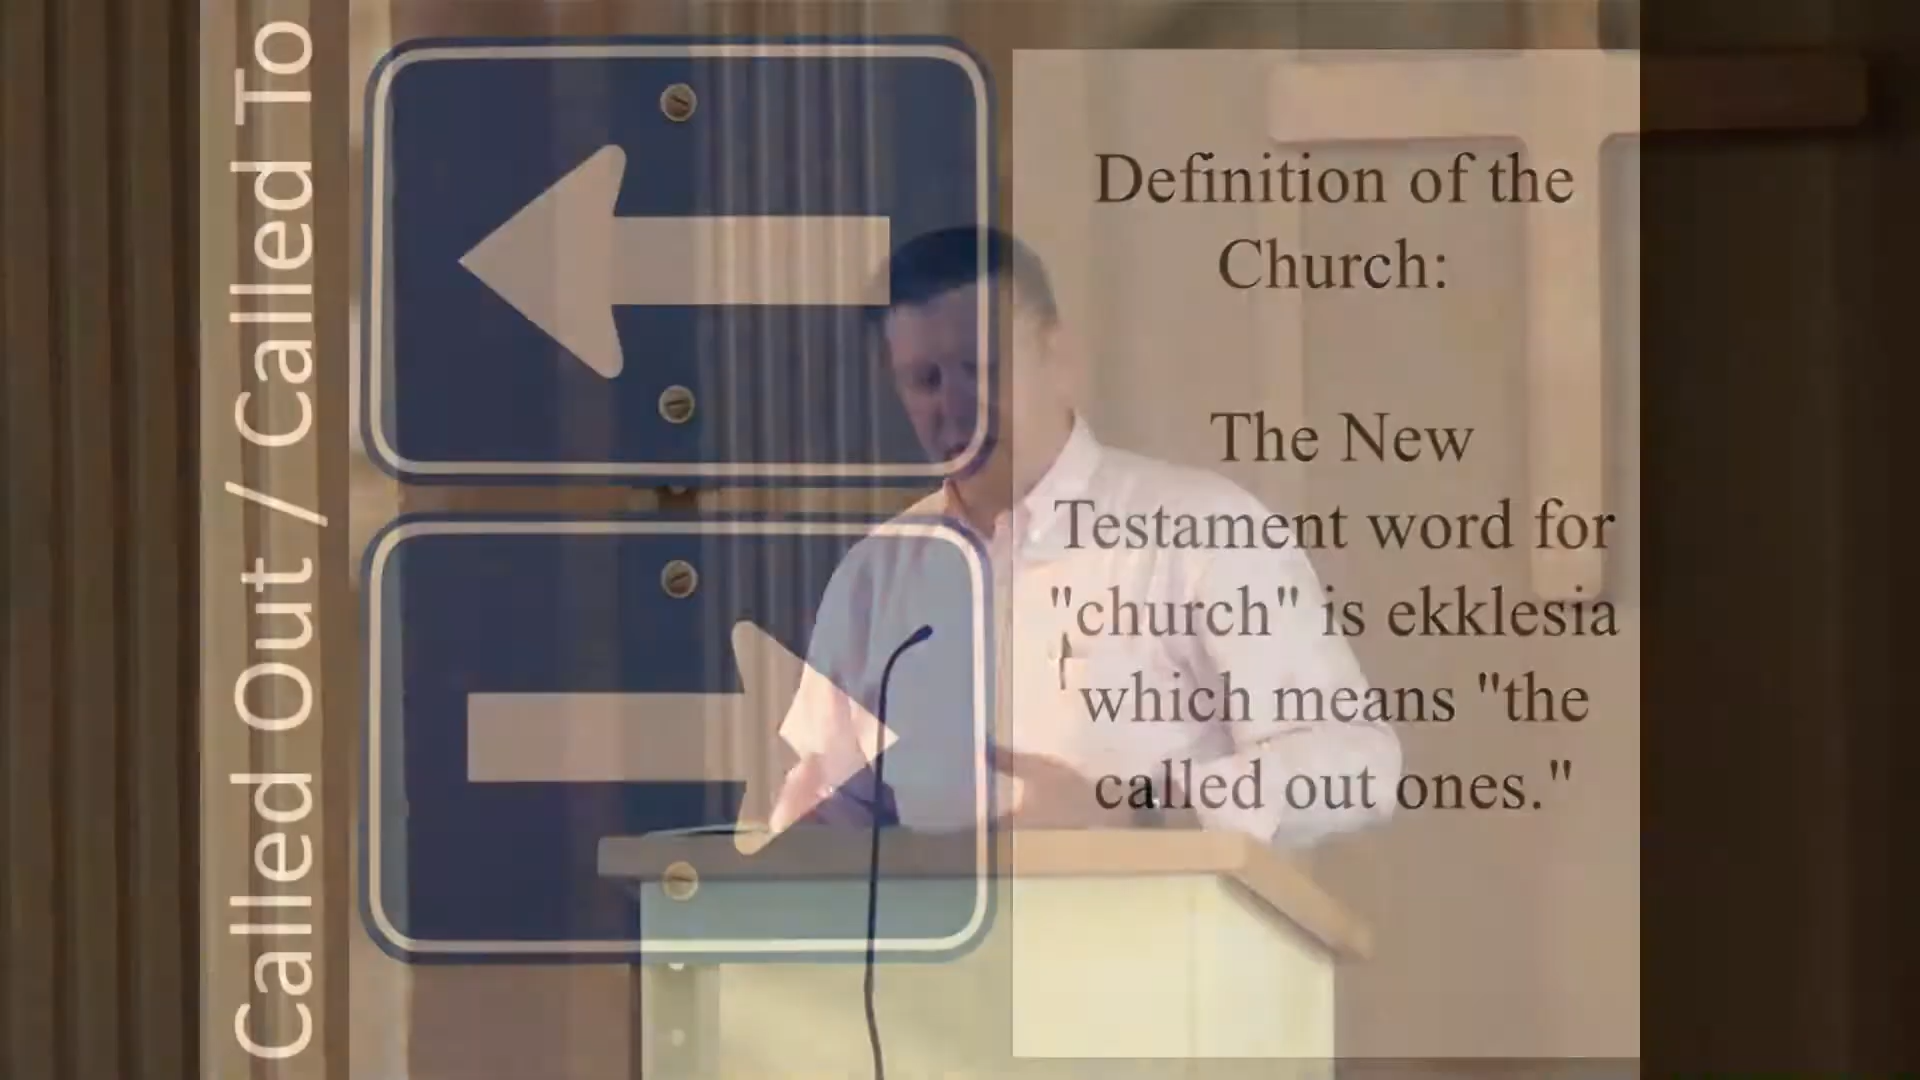 Called Out / Called To
Definition of the
Church:
The New
Testament word for
"church" is ekklesia
which means "the
called out ones."